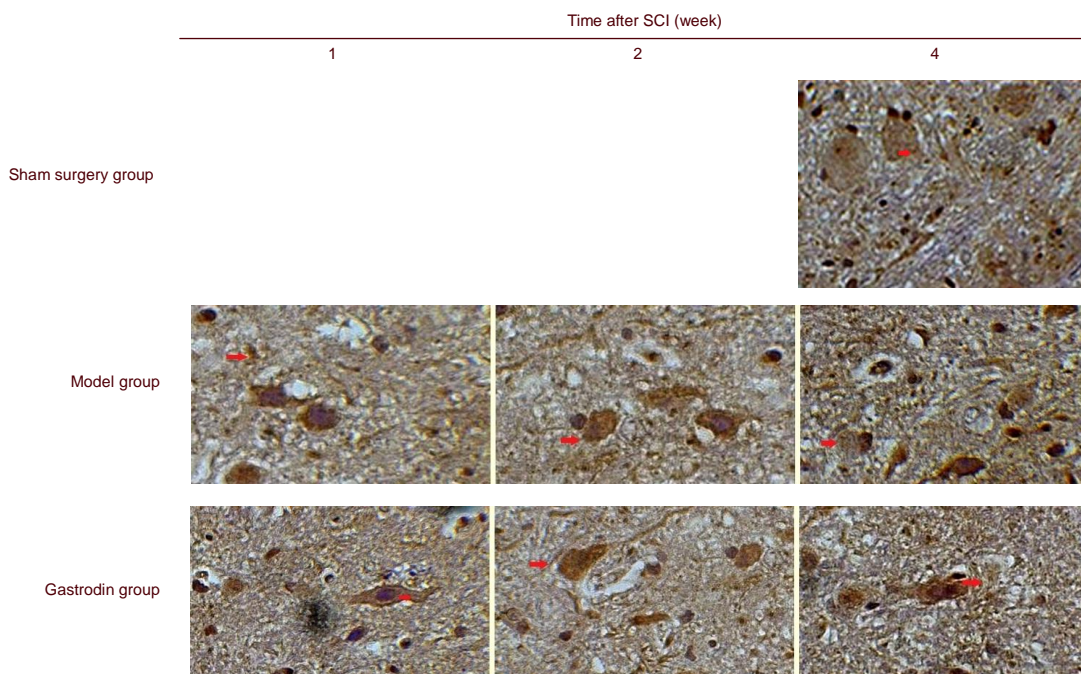 Time after SCI (week)
1 2 4
Sham surgery group
Model group
Gastrodin group